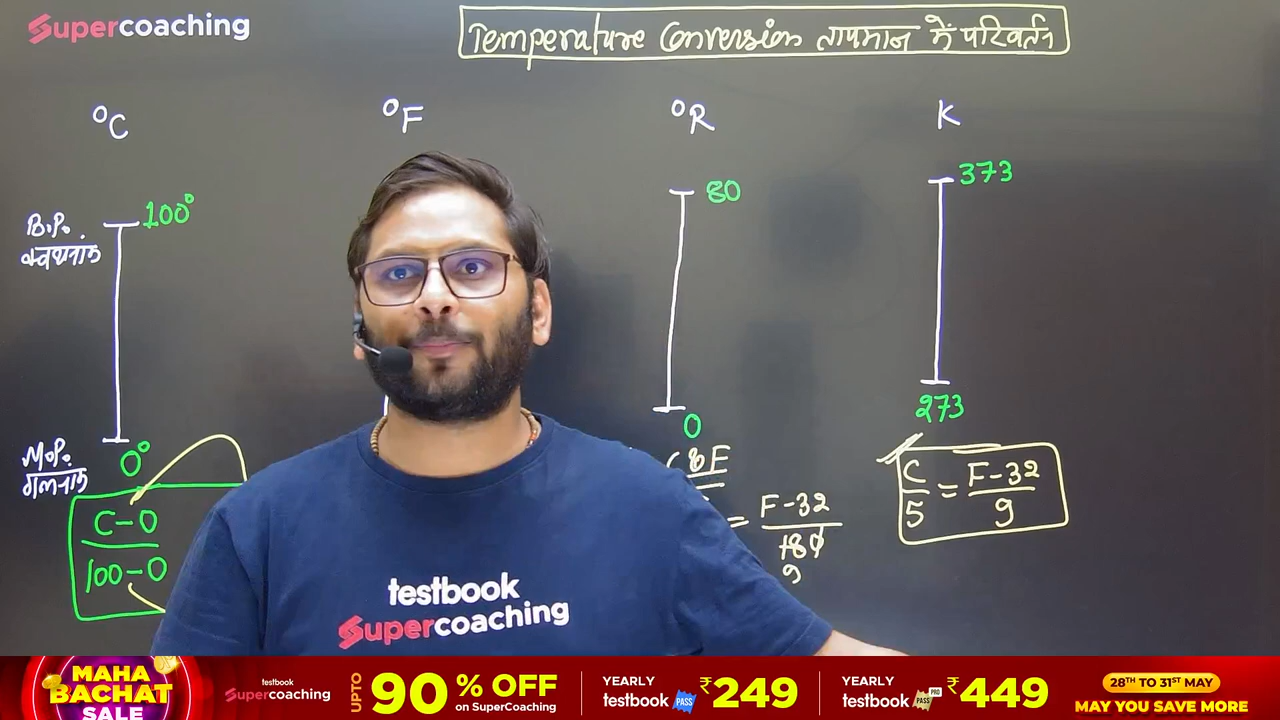 Supercoaching
Temperature Conversion तापमान में परिवर्तन
°C
°F
°R
K
B.P.
क्वथनांक
100°
80
373
M.P.
गलनांक
0°
0
273
C-0
100-0
= F-32
180
9
C/5 = F-32/9
testbook
Supercoaching
MAHA
BACHAT
SALE
testbook
Supercoaching
UPTO 90% OFF
on SuperCoaching
YEARLY
testbook PASS ₹249
YEARLY
testbook PASS PRO ₹449
28TH TO 31ST MAY
MAY YOU SAVE MORE